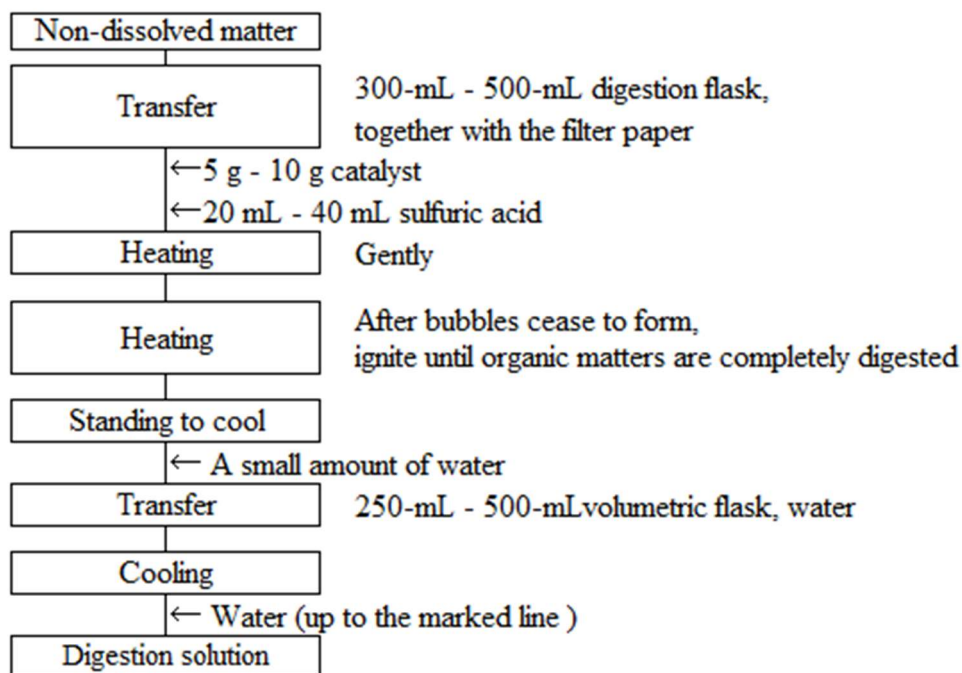 Non-dissolved matter
Transfer
300-mL - 500-mL digestion flask,
together with the filter paper
←5 g - 10 g catalyst
←20 mL - 40 mL sulfuric acid
Heating
Gently
Heating
After bubbles cease to form,
ignite until organic matters are completely digested
Standing to cool
← A small amount of water
Transfer
250-mL - 500-mLvolumetric flask, water
Cooling
← Water (up to the marked line )
Digestion solution